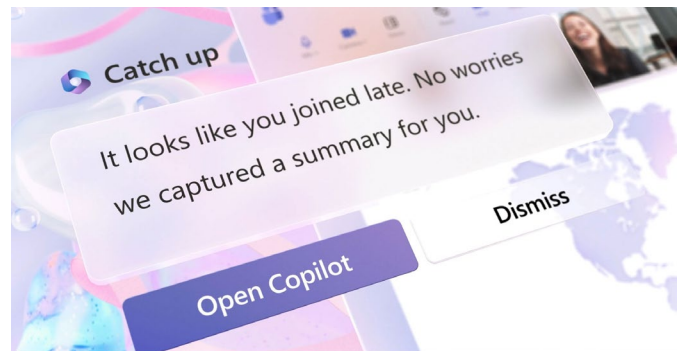 Catch up
It looks like you joined late. No worries
we captured a summary for you.
Dismiss
Open Copilot